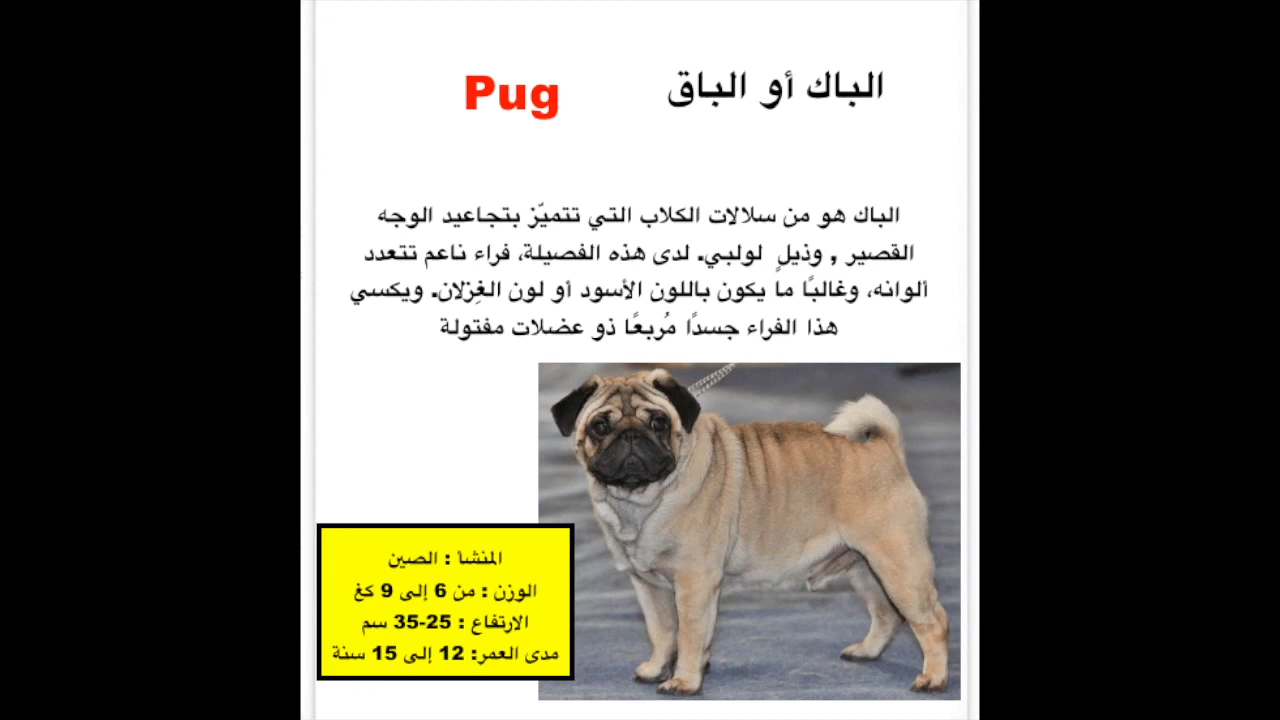 الباك أو الباق
Pug
الباك هو من سلالات الكلاب التي تتميّز بتجاعيد الوجه
القصير , وذيلٍ لولبي. لدى هذه الفصيلة، فراء ناعم تتعدد
ألوانه، وغالبًا ما يكون باللون الأسود أو لون الغِزلان. ويكسي
هذا الفراء جسدًا مُربعًا ذو عضلات مفتولة
المنشأ : الصين
الوزن : من 6 إلى 9 كغ
الارتفاع : 25-35 سم
مدى العمر: 12 إلى 15 سنة